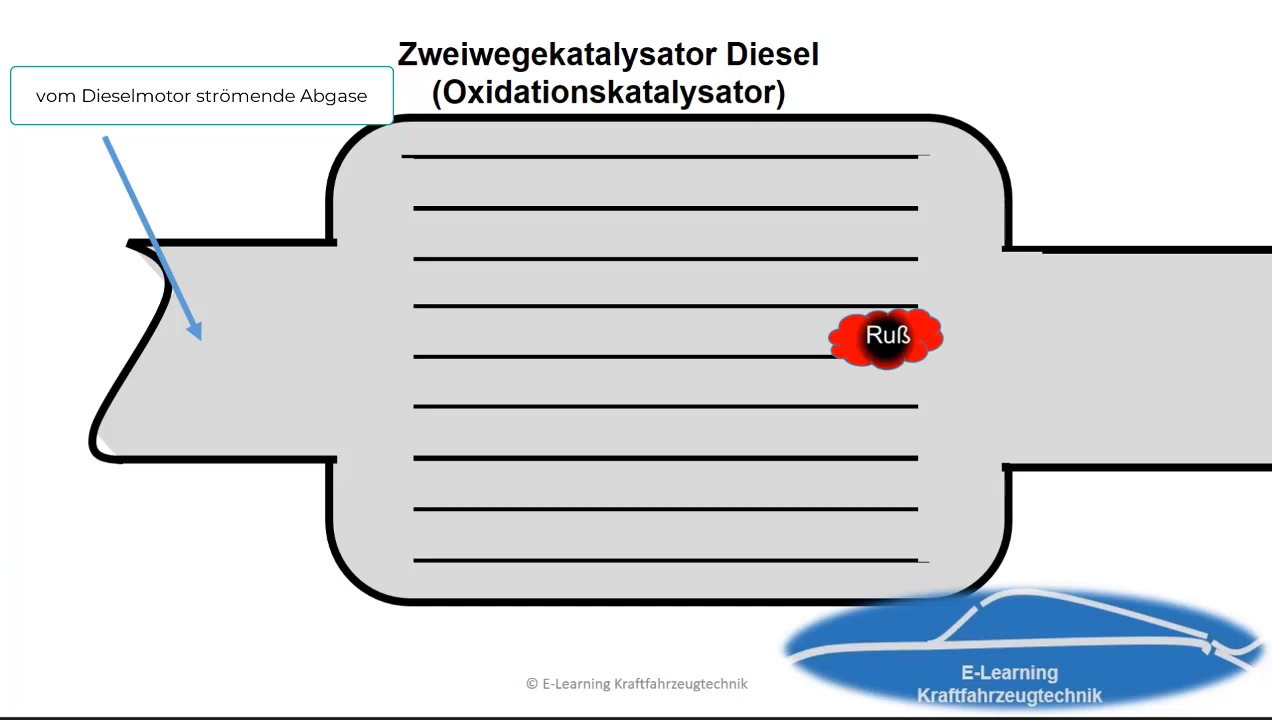 Zweiwegekatalysator Diesel
(Oxidationskatalysator)
vom Dieselmotor strömende Abgase
Ruß
E-Learning
Kraftfahrzeugtechnik
© E-Learning Kraftfahrzeugtechnik